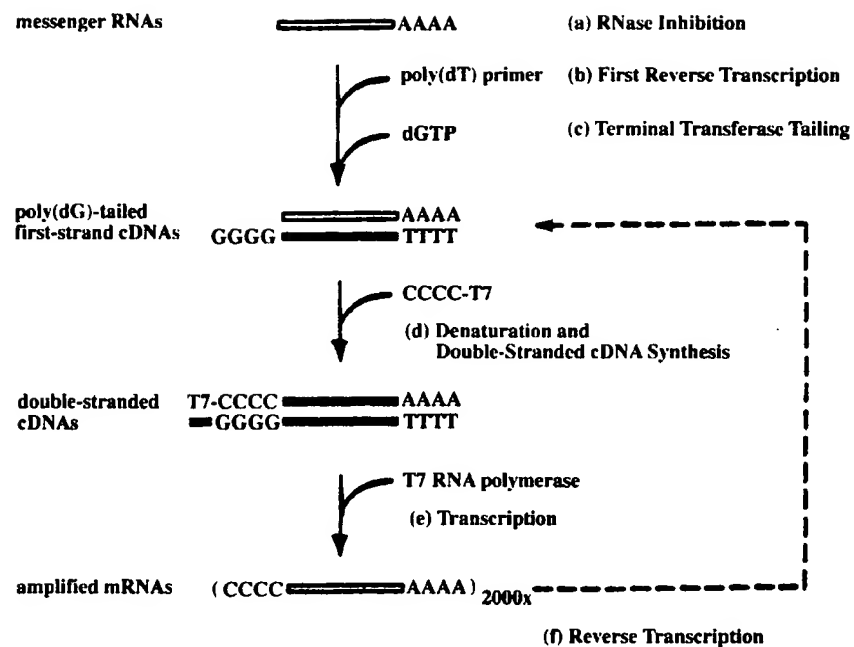 messenger RNAs
AAAA
(a) RNase Inhibition
poly(dT) primer
(b) First Reverse Transcription
dGTP
(c) Terminal Transferase Tailing
poly(dG)-tailed
first-strand cDNAs
AAAA
GGGG TTTT
CCCC-T7
(d) Denaturation and
Double-Stranded cDNA Synthesis
double-stranded
cDNAs
T7-CCCC AAAA
GGGG TTTT
T7 RNA polymerase
(e) Transcription
amplified mRNAs
(CCCC AAAA) 2000x
(f) Reverse Transcription